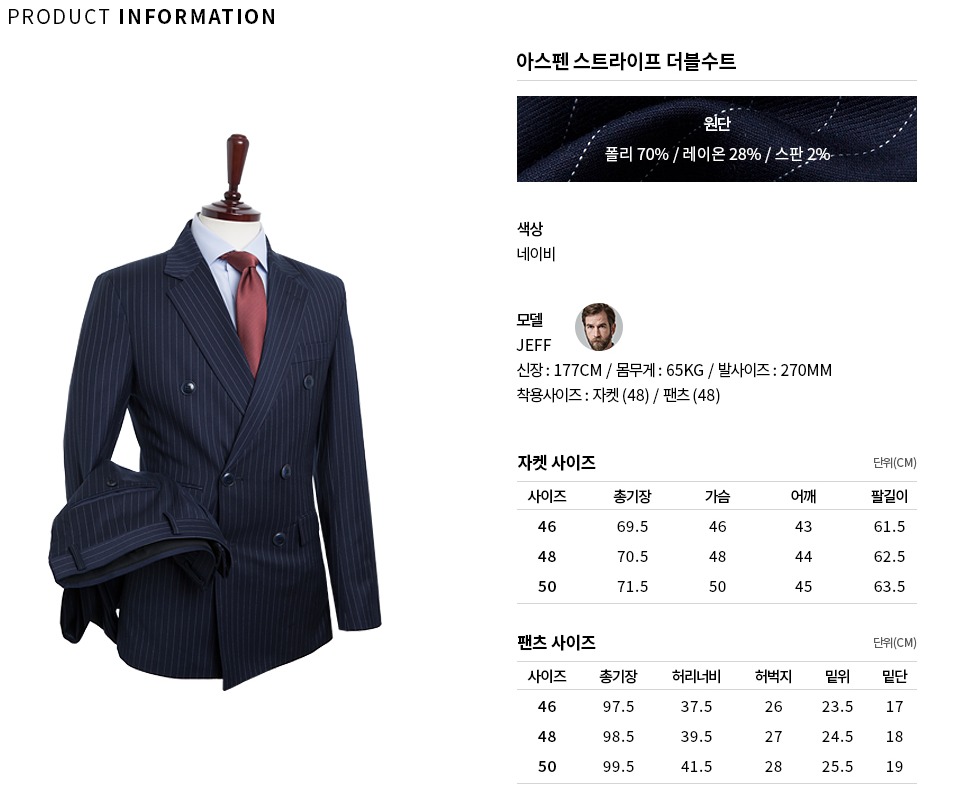 PRODUCT INFORMATION
아스펜 스트라이프 더블수트
원단
폴리 70% / 레이온 28% / 스판 2%
색상
네이비
모델
JEFF
신장 : 177CM / 몸무게 : 65KG / 발사이즈 : 270MM
착용사이즈 : 자켓 (48) / 팬츠 (48)
자켓 사이즈 단위(CM)
사이즈 총기장 가슴 어깨 팔길이
46 69.5 46 43 61.5
48 70.5 48 44 62.5
50 71.5 50 45 63.5
팬츠 사이즈 단위(CM)
사이즈 총기장 허리너비 허벅지 밑위 밑단
46 97.5 37.5 26 23.5 17
48 98.5 39.5 27 24.5 18
50 99.5 41.5 28 25.5 19